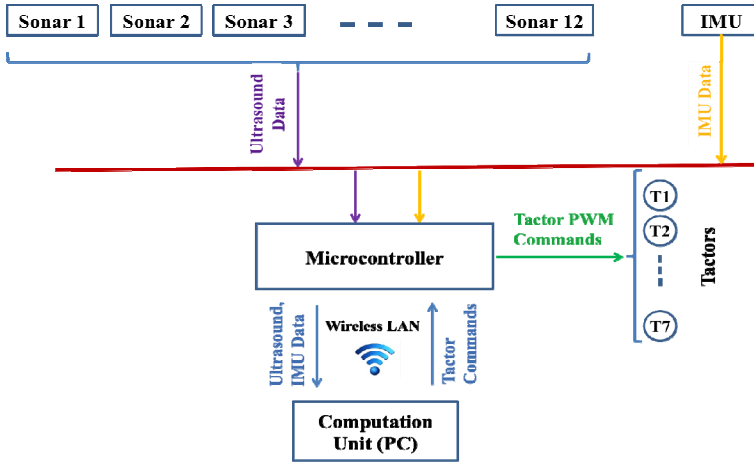 Sonar 1
Sonar 2
Sonar 3
Sonar 12
IMU
Ultrasound
Data
IMU Data
T1
Tactor PWM
Commands
T2
Tactors
Microcontroller
T7
Ultrasound,
IMU Data
Wireless LAN
Tactor
Commands
Computation
Unit (PC)